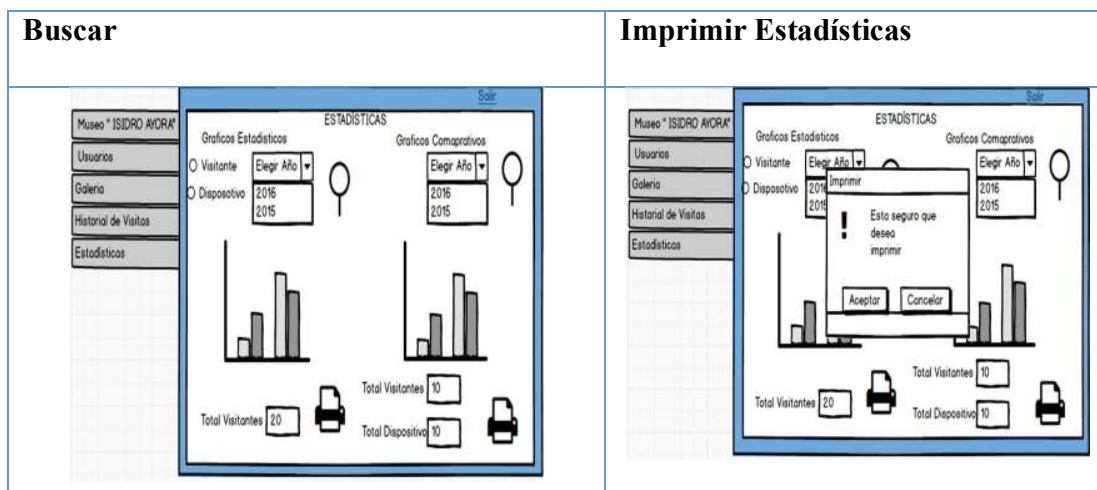 Buscar
Imprimir Estadísticas
Salir
Museo " ISIDRO AYORA"
Usuarios
Galeria
Historial de Visitas
Estadísticas
ESTADÍSTICAS
Graficos Estadisticos
Graficos Comaprativos
Visitante
Elegir Año
Elegir Año
Disposotivo
2016
2015
2016
2015
Total Visitantes 20
Total Visitantes 10
Total Dispositivo 10
Salir
Museo " ISIDRO AYORA"
Usuarios
Galeria
Historial de Visitas
Estadísticas
ESTADÍSTICAS
Graficos Estadisticos
Graficos Comaprativos
Visitante
Elegir Año
Elegir Año
Disposotivo
2016
2015
Imprimir
Esta seguro que
desea
imprimir
Aceptar
Cancelar
Total Visitantes 20
Total Visitantes 10
Total Dispositivo 10